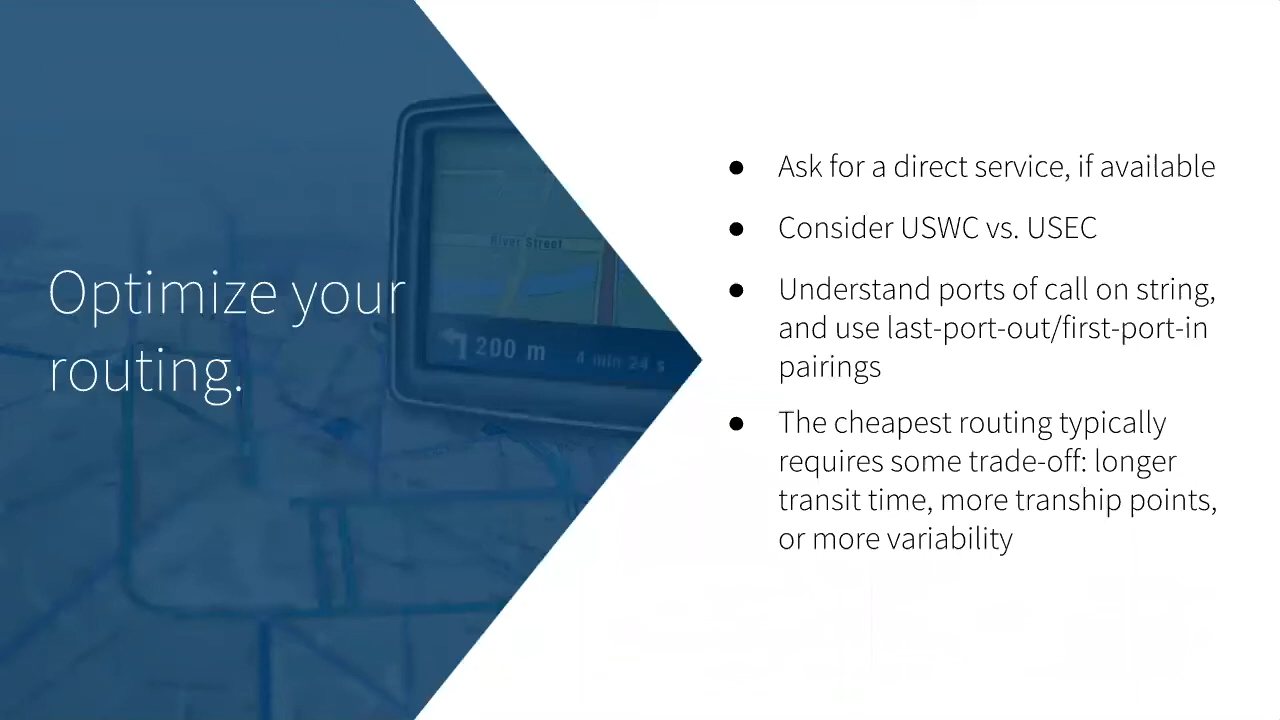 Optimize your
routing.
River Street
200 m
4 min 24 s
● Ask for a direct service, if available
● Consider USWC vs. USEC
● Understand ports of call on string,
and use last-port-out/first-port-in
pairings
● The cheapest routing typically
requires some trade-off: longer
transit time, more tranship points,
or more variability